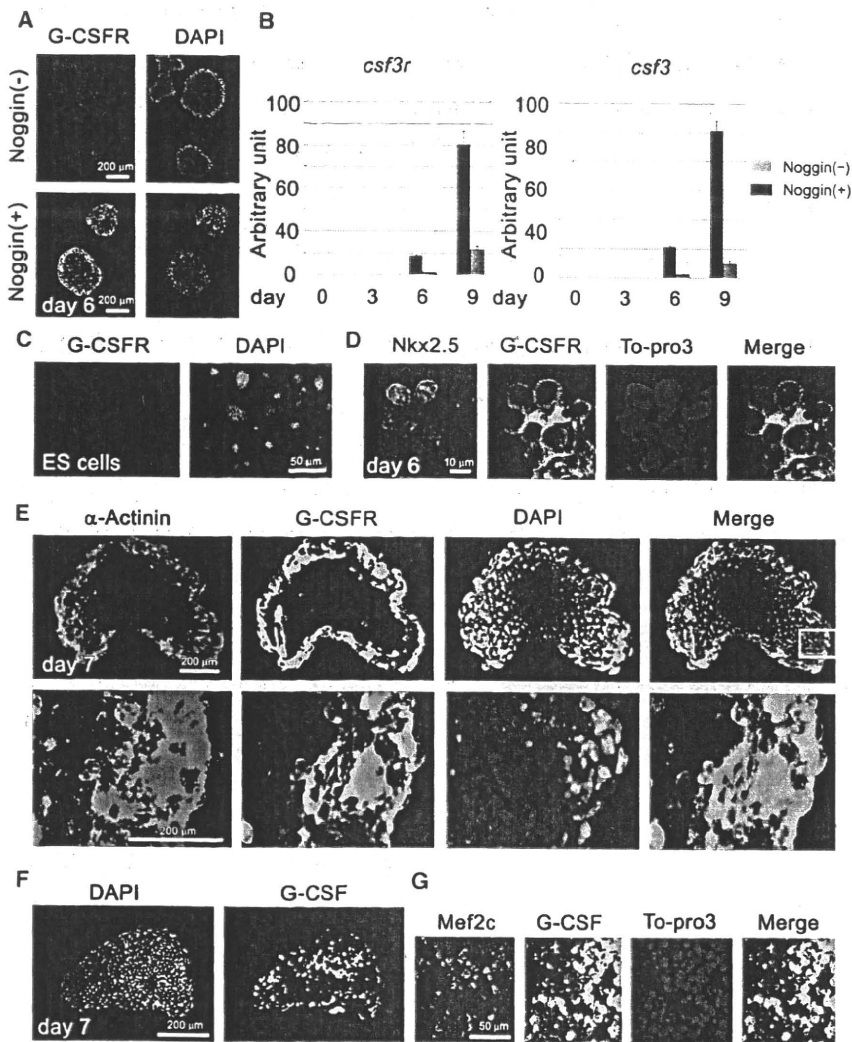 A
G-CSFR DAPI
Noggin(-)
200 μm
Noggin(+)
day 6 200 μm
B
csf3r
Arbitrary unit
100
80
60
40
20
0
day 0 3 6 9
csf3
Arbitrary unit
100
80
60
40
20
0
0 3 6 9
Noggin(-)
Noggin(+)
C
G-CSFR DAPI
ES cells 50 μm
D
Nkx2.5 G-CSFR To-pro3 Merge
day 6 10 μm
E
α-Actinin G-CSFR DAPI Merge
day 7 200 μm
200 μm
F
DAPI G-CSF
day 7 200 μm
G
Mef2c G-CSF To-pro3 Merge
50 μm